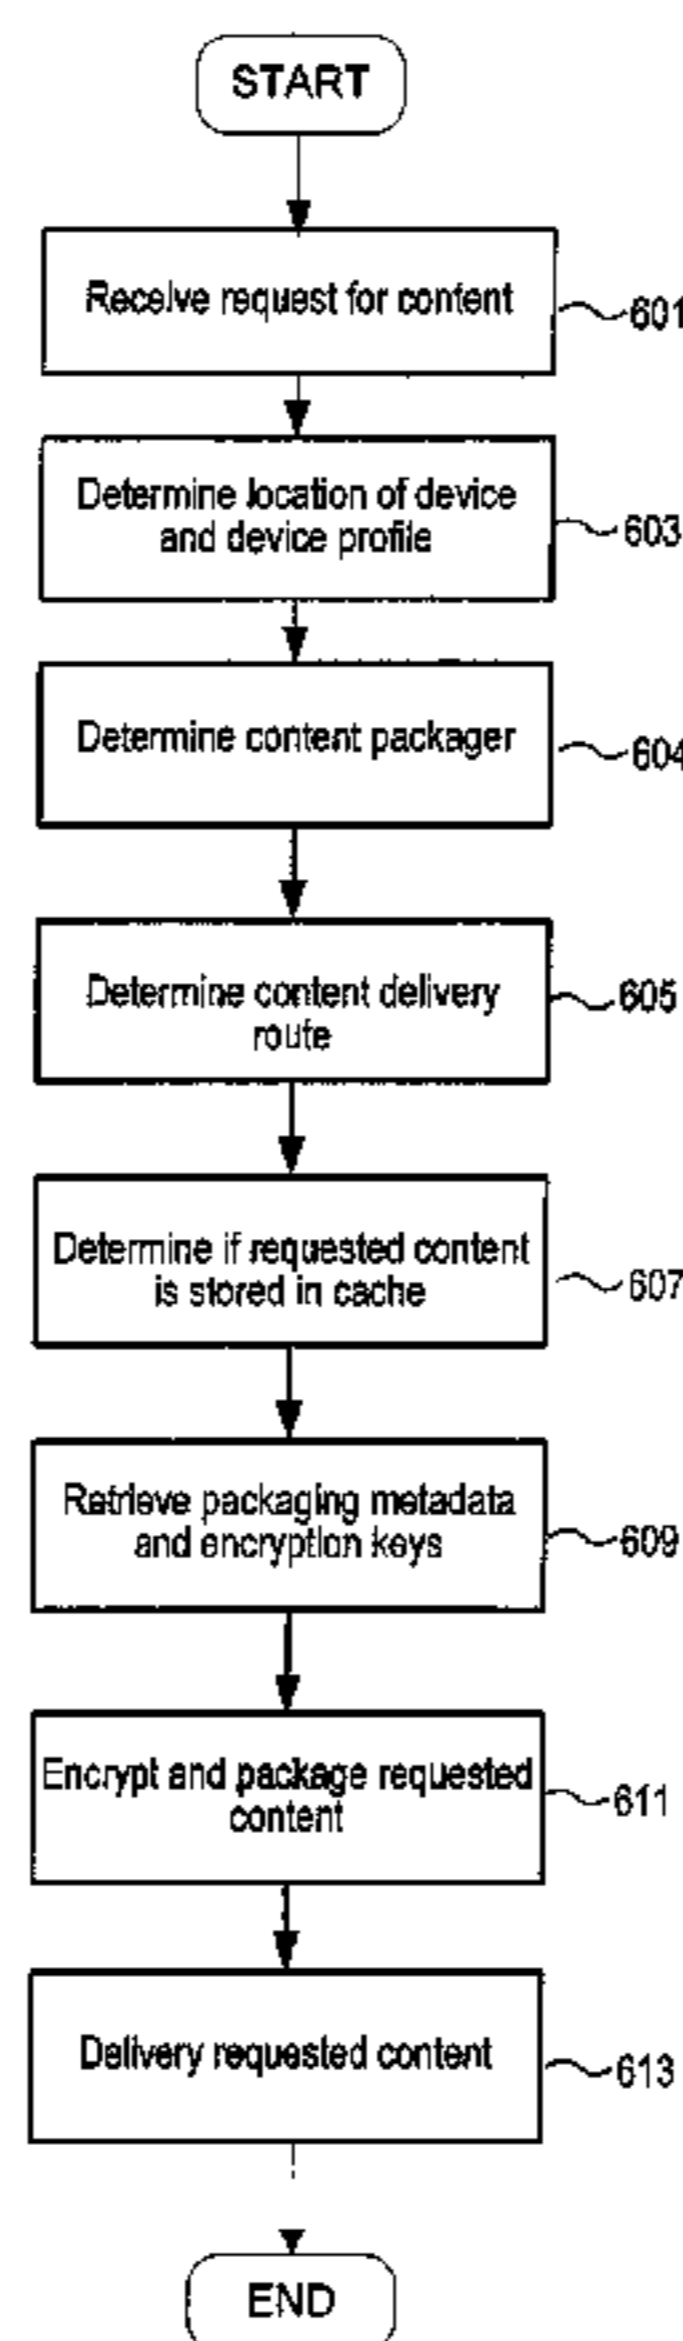 START
Receive request for content
601
Determine location of device
and device profile
603
Determine content packager
604
Determine content delivery
route
605
Determine if requested content
is stored in cache
607
Retrieve packaging metadata
and encryption keys
609
Encrypt and package requested
content
611
Delivery requested content
613
END